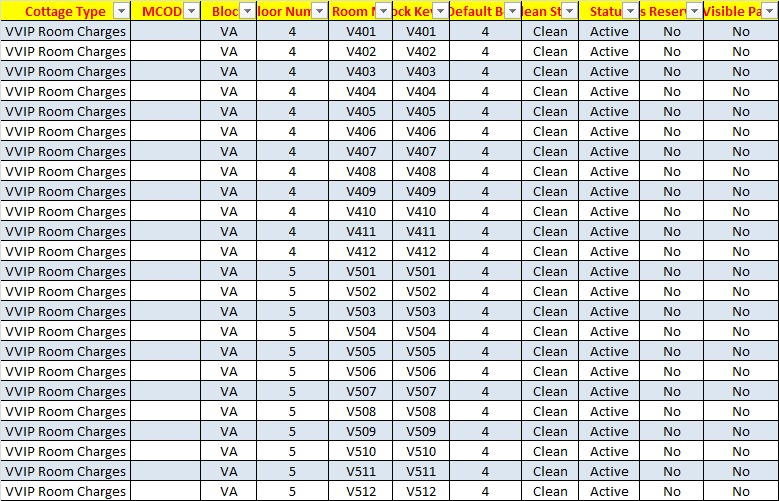 Cottage Type MCOD Bloc loor Num Room N ock Key Default B lean St Statu s Reserv Visible Pa
VVIP Room Charges VA 4 V401 V401 4 Clean Active No No
VVIP Room Charges VA 4 V402 V402 4 Clean Active No No
VVIP Room Charges VA 4 V403 V403 4 Clean Active No No
VVIP Room Charges VA 4 V404 V404 4 Clean Active No No
VVIP Room Charges VA 4 V405 V405 4 Clean Active No No
VVIP Room Charges VA 4 V406 V406 4 Clean Active No No
VVIP Room Charges VA 4 V407 V407 4 Clean Active No No
VVIP Room Charges VA 4 V408 V408 4 Clean Active No No
VVIP Room Charges VA 4 V409 V409 4 Clean Active No No
VVIP Room Charges VA 4 V410 V410 4 Clean Active No No
VVIP Room Charges VA 4 V411 V411 4 Clean Active No No
VVIP Room Charges VA 4 V412 V412 4 Clean Active No No
VVIP Room Charges VA 5 V501 V501 4 Clean Active No No
VVIP Room Charges VA 5 V502 V502 4 Clean Active No No
VVIP Room Charges VA 5 V503 V503 4 Clean Active No No
VVIP Room Charges VA 5 V504 V504 4 Clean Active No No
VVIP Room Charges VA 5 V505 V505 4 Clean Active No No
VVIP Room Charges VA 5 V506 V506 4 Clean Active No No
VVIP Room Charges VA 5 V507 V507 4 Clean Active No No
VVIP Room Charges VA 5 V508 V508 4 Clean Active No No
VVIP Room Charges VA 5 V509 V509 4 Clean Active No No
VVIP Room Charges VA 5 V510 V510 4 Clean Active No No
VVIP Room Charges VA 5 V511 V511 4 Clean Active No No
VVIP Room Charges VA 5 V512 V512 4 Clean Active No No